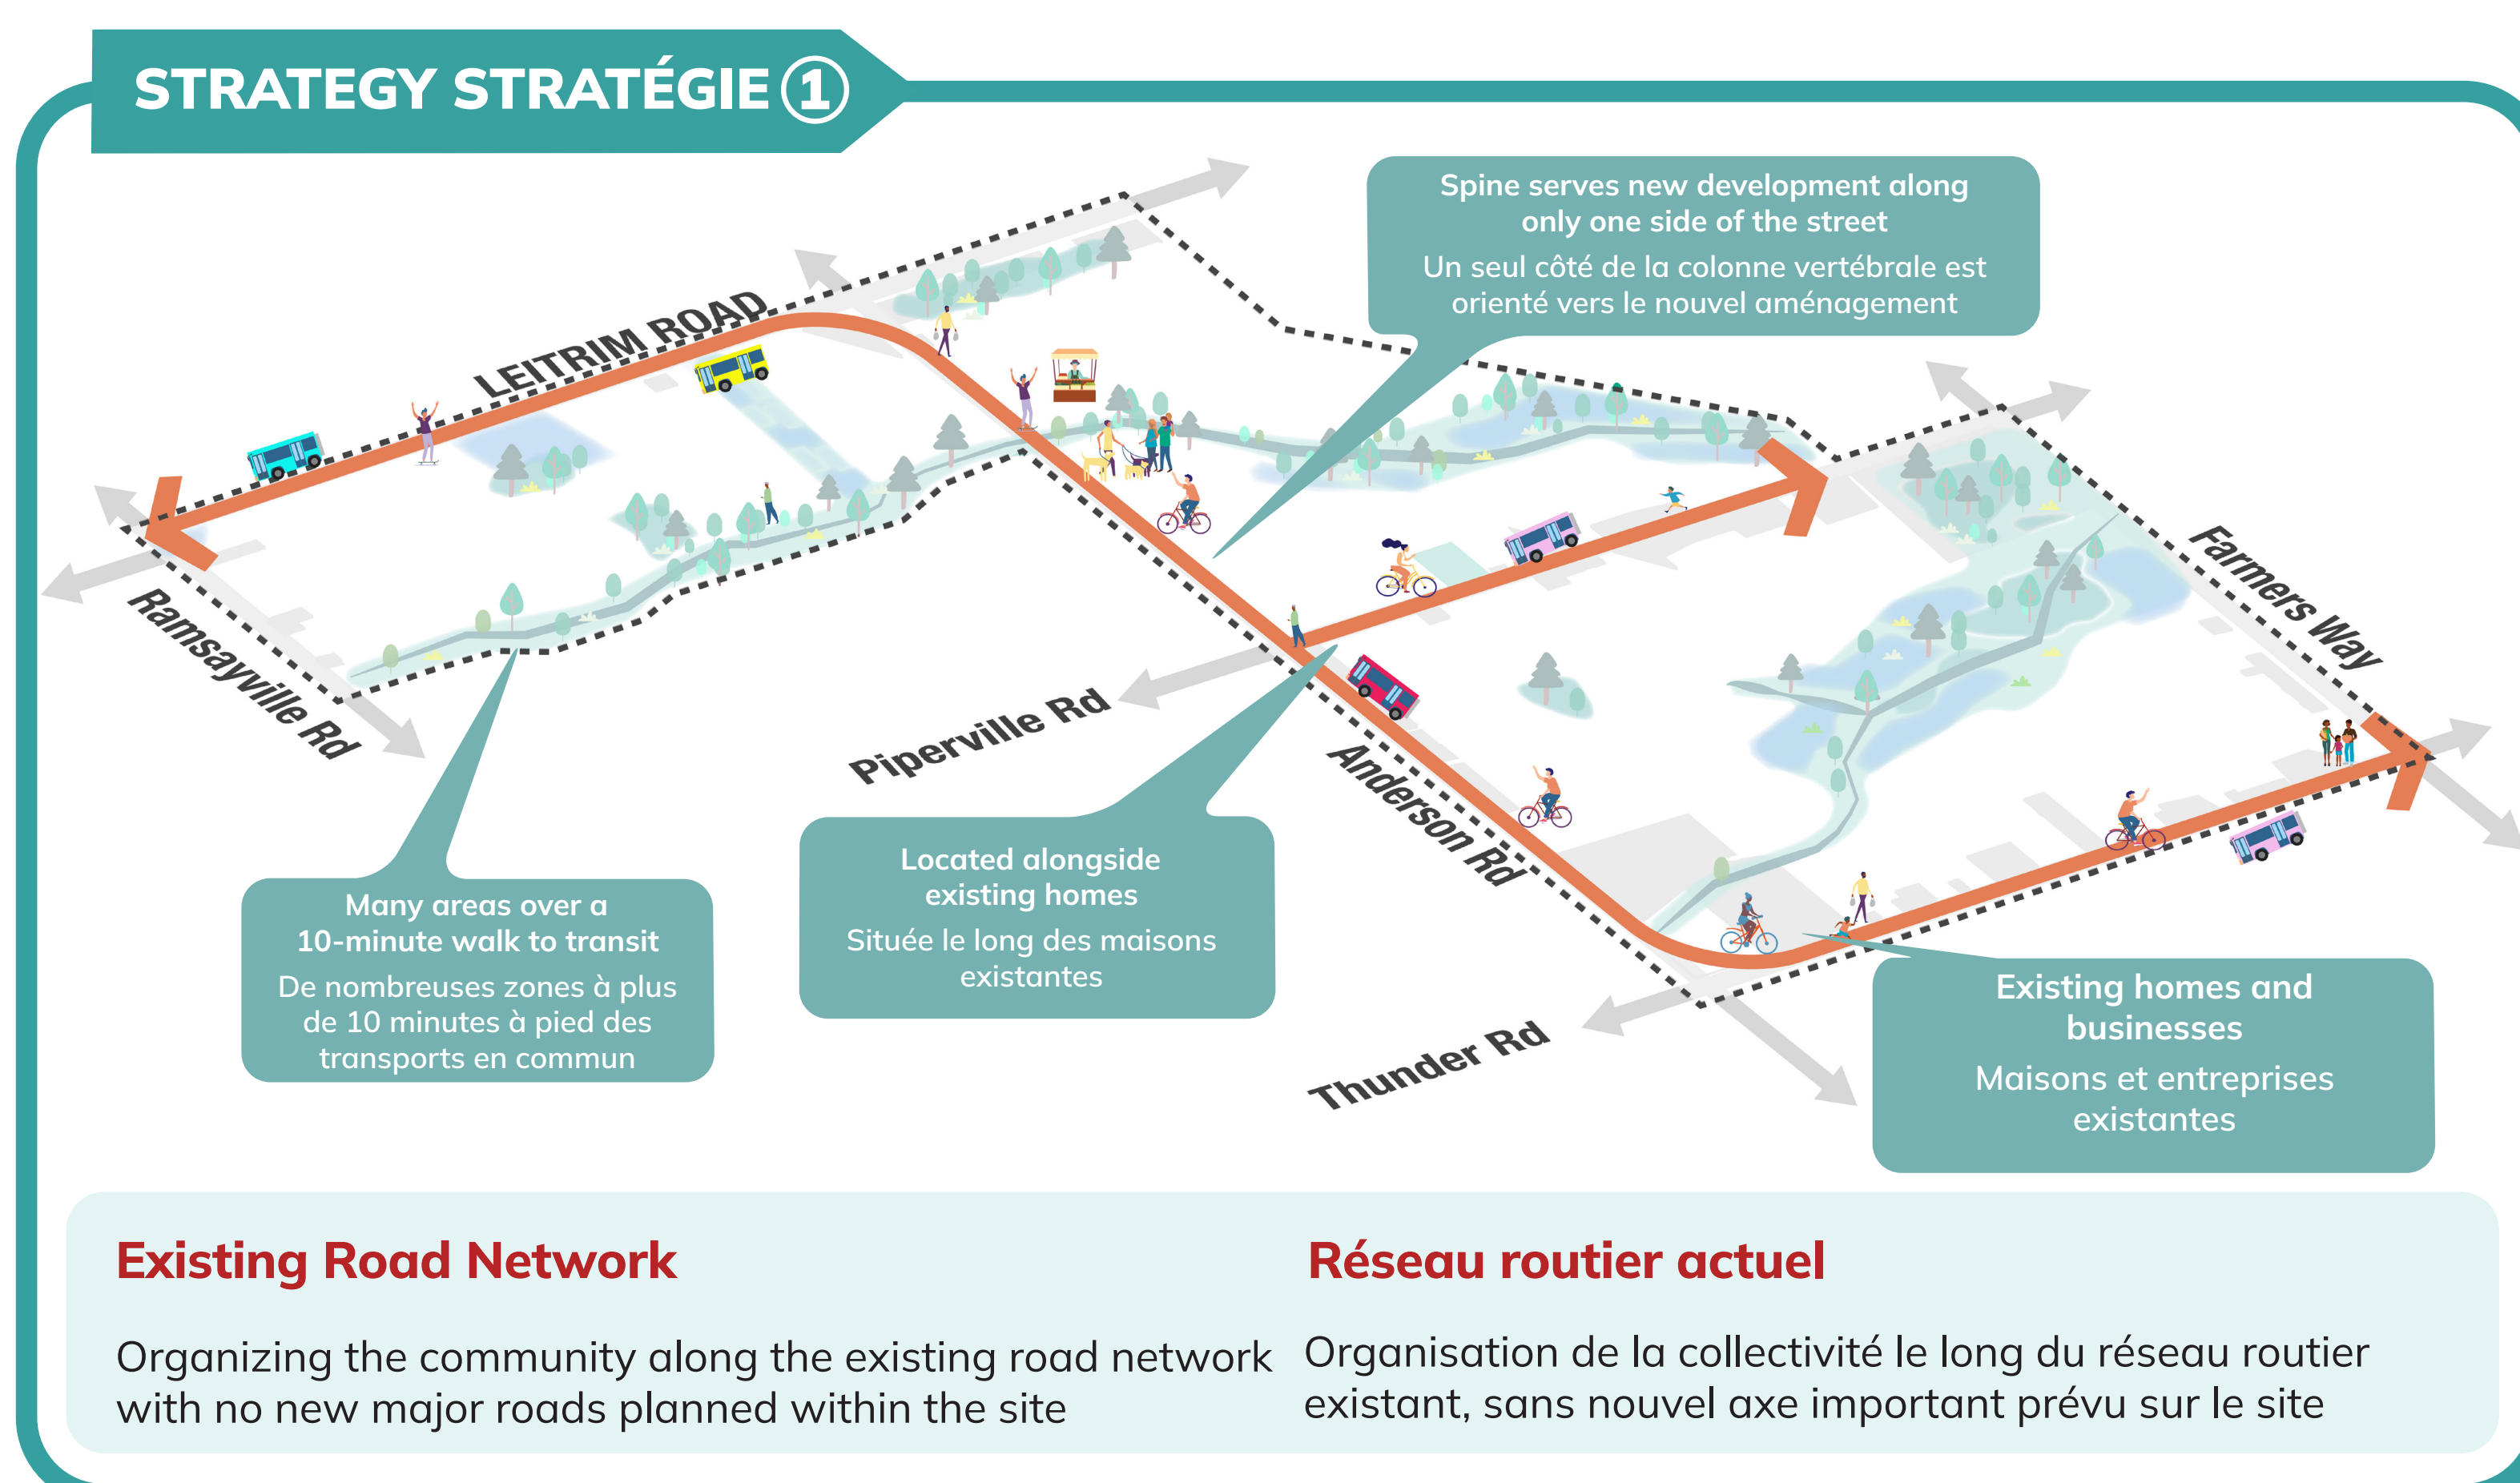 STRATEGY STRATÉGIE 1
Spine serves new development along
only one side of the street
Un seul côté de la colonne vertébrale est
orienté vers le nouvel aménagement
LEITRIM ROAD
Farmers Way
Ramsayville Rd
Piperville Rd
Anderson Rd
Thunder Rd
Many areas over a
10-minute walk to transit
De nombreuses zones à plus
de 10 minutes à pied des
transports en commun
Located alongside
existing homes
Située le long des maisons
existantes
Existing homes and
businesses
Maisons et entreprises
existantes
Existing Road Network
Organizing the community along the existing road network
with no new major roads planned within the site
Réseau routier actuel
Organisation de la collectivité le long du réseau routier
existant, sans nouvel axe important prévu sur le site